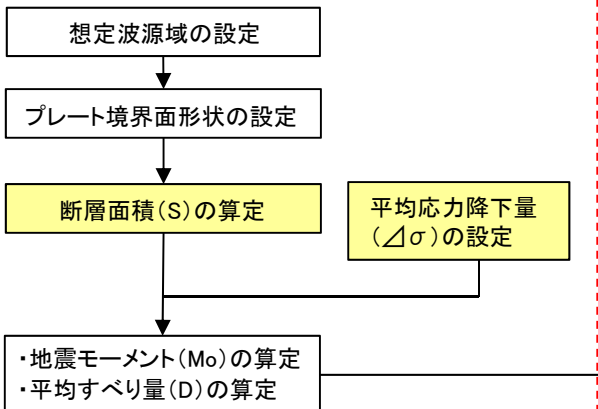 想定波源域の設定
プレート境界面形状の設定
断層面積(S)の算定
平均応力降下量
(⊿σ)の設定
・地震モーメント(Mo)の算定
・平均すべり量(D)の算定